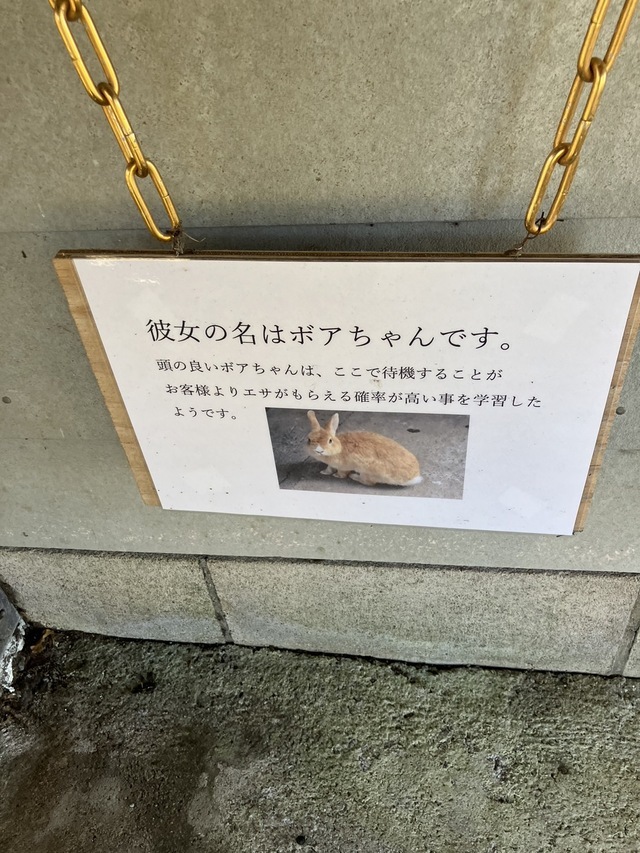 彼女の名はボアちゃんです。
頭の良いボアちゃんは、ここで待機することが
お客様よりエサがもらえる確率が高い事を学習した
ようです。